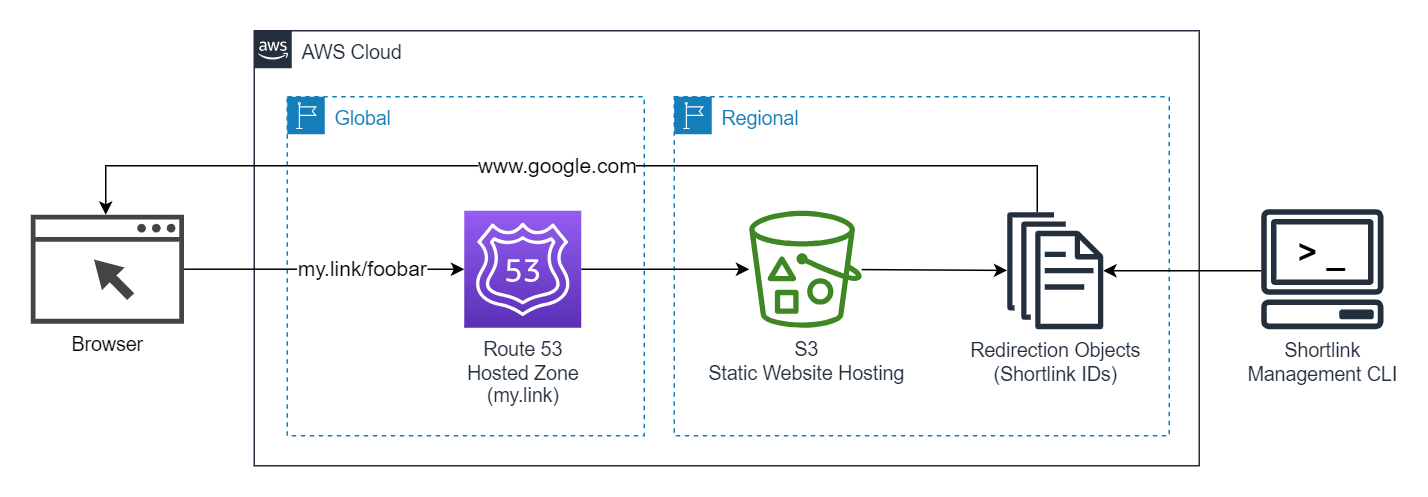 aws
AWS Cloud
Global
Regional
www.google.com
my.link/foobar
53
>_
Browser
Route 53
Hosted Zone
(my.link)
S3
Static Website Hosting
Redirection Objects
(Shortlink IDs)
Shortlink
Management CLI